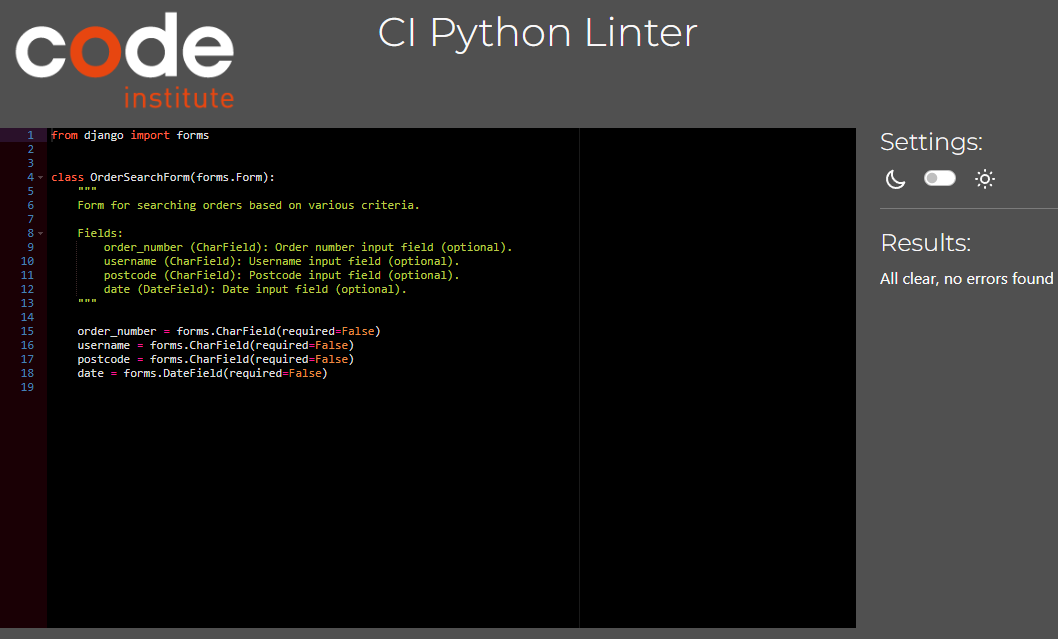 code
institute
CI Python Linter
1 from django import forms
2
3
4 class OrderSearchForm(forms.Form):
5     """
6     Form for searching orders based on various criteria.
7
8     Fields:
9         order_number (CharField): Order number input field (optional).
10         username (CharField): Username input field (optional).
11         postcode (CharField): Postcode input field (optional).
12         date (DateField): Date input field (optional).
13     """
14
15     order_number = forms.CharField(required=False)
16     username = forms.CharField(required=False)
17     postcode = forms.CharField(required=False)
18     date = forms.DateField(required=False)
19
Settings:
Results:
All clear, no errors found